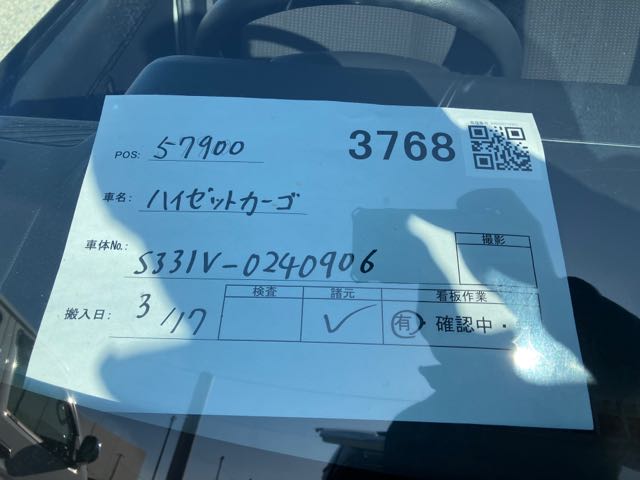 POS: 57900 3768
車名: ハイゼットカーゴ
車体No.: S331V-0240906 撮影
搬入日: 3/17 検査 諸元 看板作業
✓ 有・確認中・